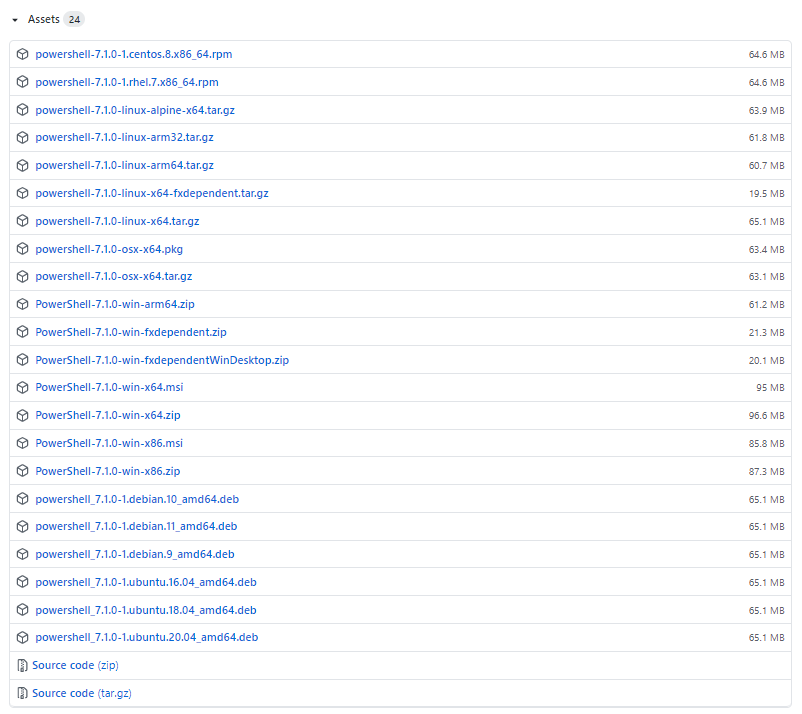 Assets 24
powershell-7.1.0-1.centos.8.x86_64.rpm 64.6 MB
powershell-7.1.0-1.rhel.7.x86_64.rpm 64.6 MB
powershell-7.1.0-linux-alpine-x64.tar.gz 63.9 MB
powershell-7.1.0-linux-arm32.tar.gz 61.8 MB
powershell-7.1.0-linux-arm64.tar.gz 60.7 MB
powershell-7.1.0-linux-x64-fxdependent.tar.gz 19.5 MB
powershell-7.1.0-linux-x64.tar.gz 65.1 MB
powershell-7.1.0-osx-x64.pkg 63.4 MB
powershell-7.1.0-osx-x64.tar.gz 63.1 MB
PowerShell-7.1.0-win-arm64.zip 61.2 MB
PowerShell-7.1.0-win-fxdependent.zip 21.3 MB
PowerShell-7.1.0-win-fxdependentWinDesktop.zip 20.1 MB
PowerShell-7.1.0-win-x64.msi 95 MB
PowerShell-7.1.0-win-x64.zip 96.6 MB
PowerShell-7.1.0-win-x86.msi 85.8 MB
PowerShell-7.1.0-win-x86.zip 87.3 MB
powershell_7.1.0-1.debian.10_amd64.deb 65.1 MB
powershell_7.1.0-1.debian.11_amd64.deb 65.1 MB
powershell_7.1.0-1.debian.9_amd64.deb 65.1 MB
powershell_7.1.0-1.ubuntu.16.04_amd64.deb 65.1 MB
powershell_7.1.0-1.ubuntu.18.04_amd64.deb 65.1 MB
powershell_7.1.0-1.ubuntu.20.04_amd64.deb 65.1 MB
Source code (zip)
Source code (tar.gz)